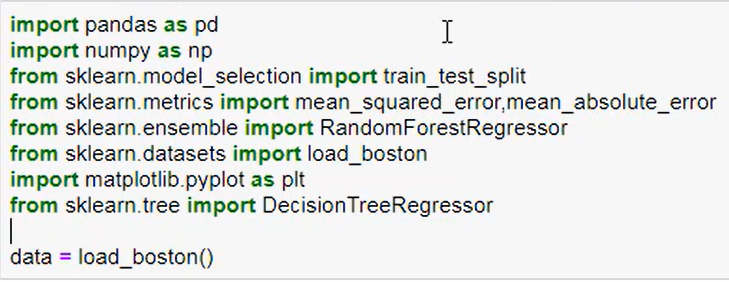 import pandas as pd
import numpy as np
from sklearn.model_selection import train_test_split
from sklearn.metrics import mean_squared_error,mean_absolute_error
from sklearn.ensemble import RandomForestRegressor
from sklearn.datasets import load_boston
import matplotlib.pyplot as plt
from sklearn.tree import DecisionTreeRegressor
data = load_boston()